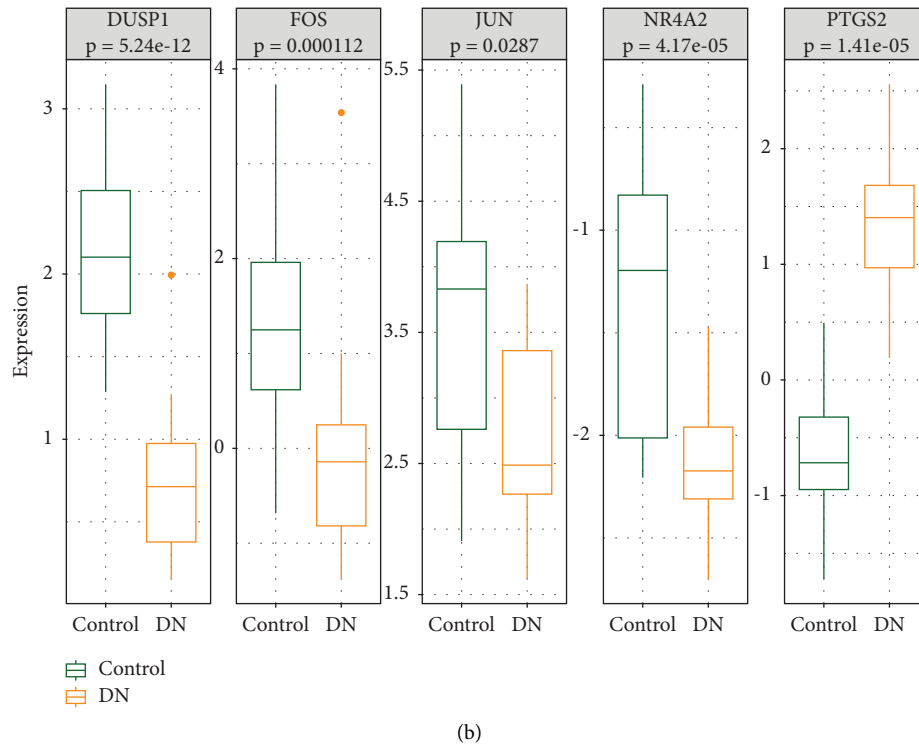 DUSP1
p = 5.24e-12
FOS
p = 0.000112
JUN
p = 0.0287
NR4A2
p = 4.17e-05
PTGS2
p = 1.41e-05
Expression
3
2
1
4
2
0
5.5
4.5
3.5
2.5
1.5
-1
-2
2
1
0
-1
Control DN
Control DN
Control DN
Control DN
Control DN
Control
DN
(b)